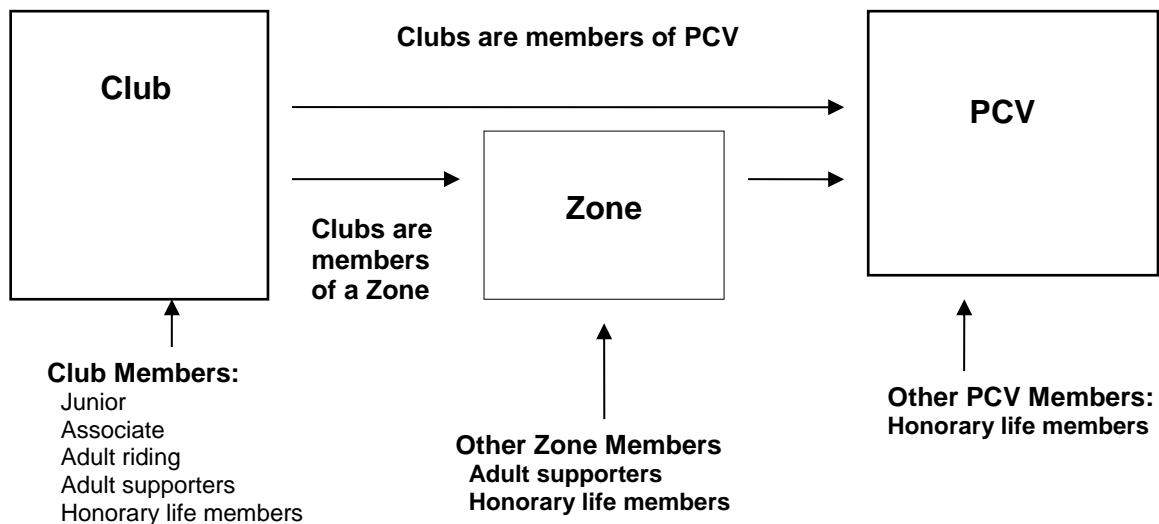 Clubs are members of PCV
Club
PCV
Zone
Clubs are
members
of a Zone
Club Members:
Junior
Associate
Adult riding
Adult supporters
Honorary life members
Other Zone Members
Adult supporters
Honorary life members
Other PCV Members:
Honorary life members